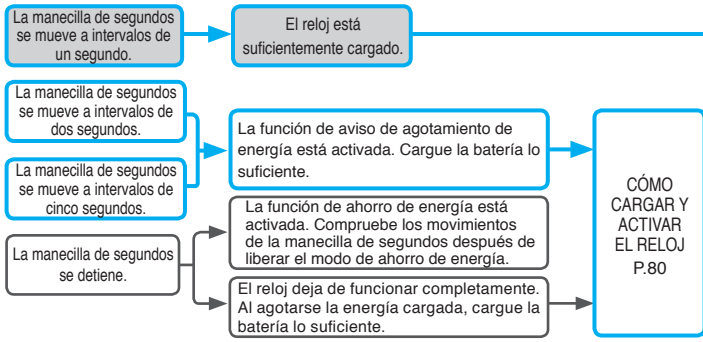 La manecilla de segundos
se mueve a intervalos de
un segundo.
El reloj está
suficientemente cargado.
La manecilla de segundos
se mueve a intervalos de
dos segundos.
La manecilla de segundos
se mueve a intervalos de
cinco segundos.
La función de aviso de agotamiento de
energía está activada. Cargue la batería lo
suficiente.
La manecilla de segundos
se detiene.
La función de ahorro de energía está
activada. Compruebe los movimientos
de la manecilla de segundos después de
liberar el modo de ahorro de energía.
El reloj deja de funcionar completamente.
Al agotarse la energía cargada, cargue la
batería lo suficiente.
CÓMO
CARGAR Y
ACTIVAR
EL RELOJ
P.80